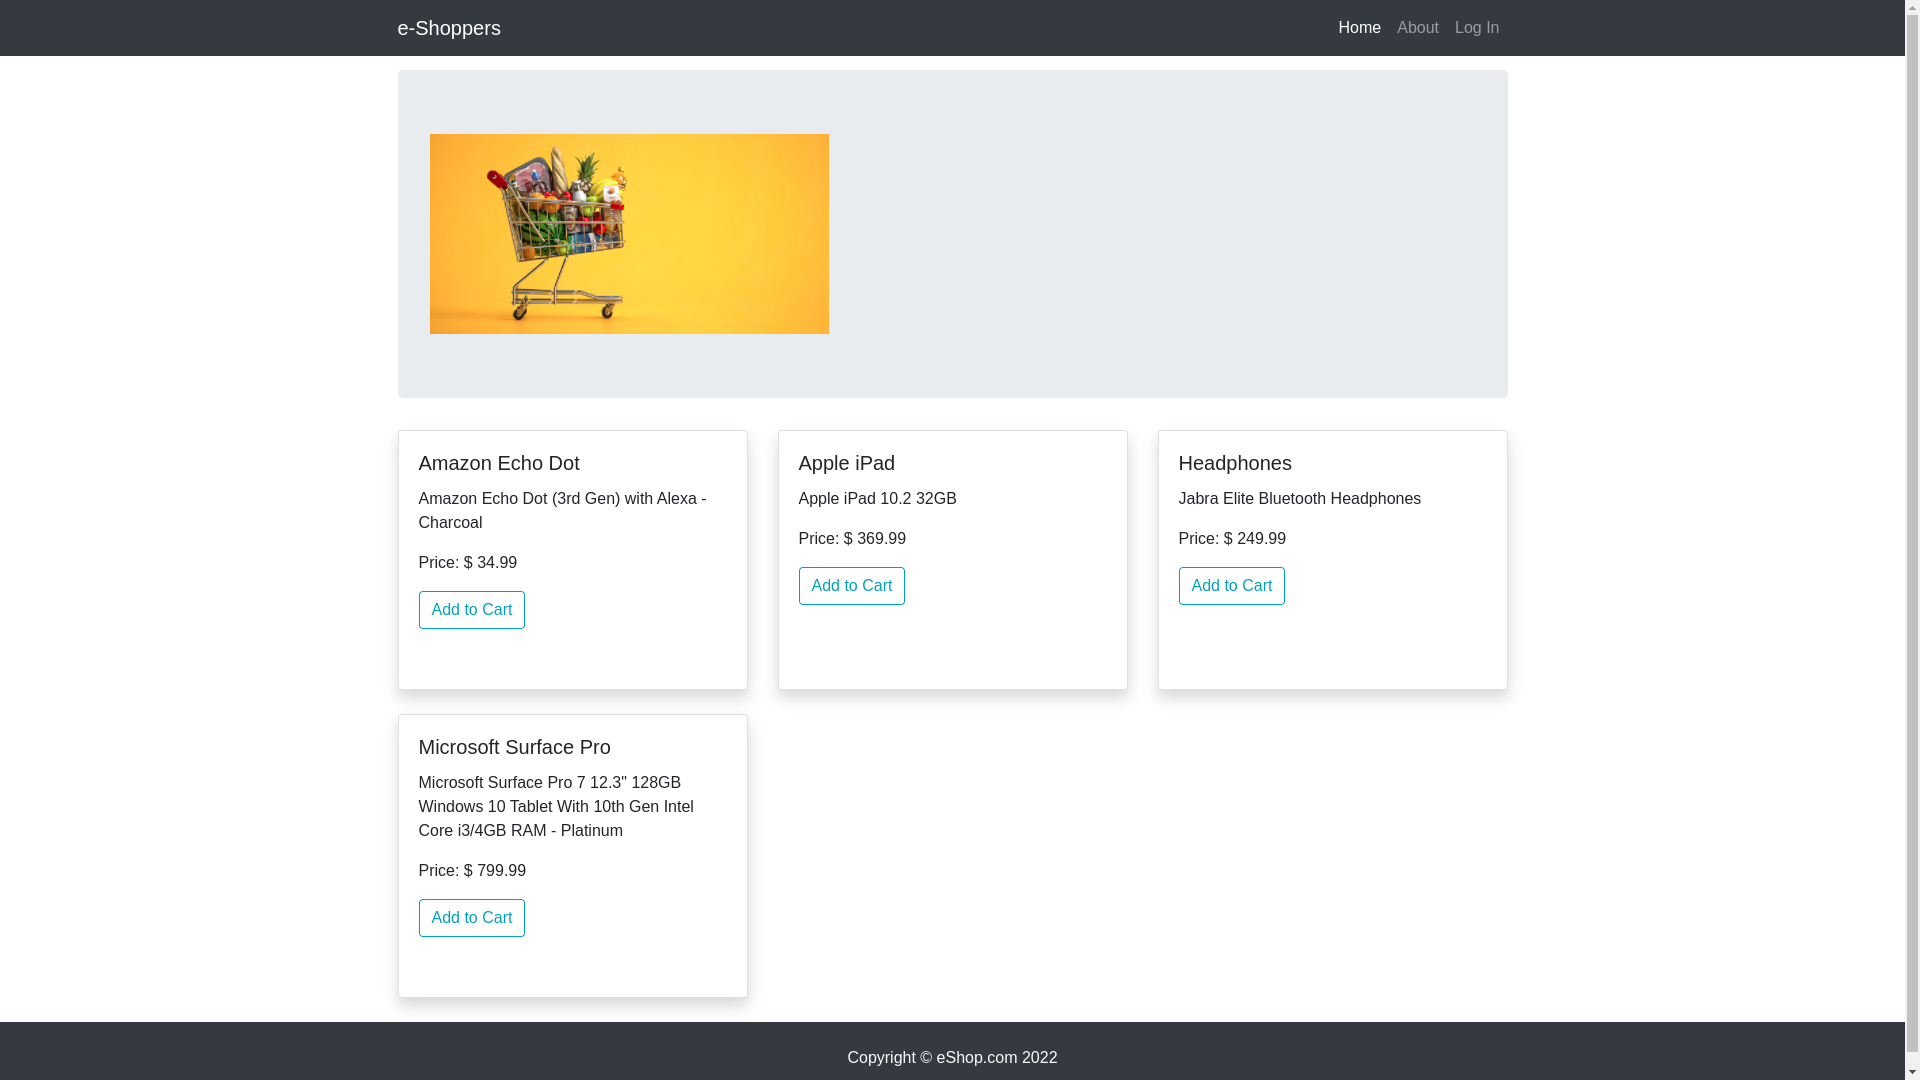 e-Shoppers
Home
About
Log In
Amazon Echo Dot
Amazon Echo Dot (3rd Gen) with Alexa -
Charcoal
Price: $ 34.99
Add to Cart
Apple iPad
Apple iPad 10.2 32GB
Price: $ 369.99
Add to Cart
Headphones
Jabra Elite Bluetooth Headphones
Price: $ 249.99
Add to Cart
Microsoft Surface Pro
Microsoft Surface Pro 7 12.3" 128GB
Windows 10 Tablet With 10th Gen Intel
Core i3/4GB RAM - Platinum
Price: $ 799.99
Add to Cart
Copyright © eShop.com 2022